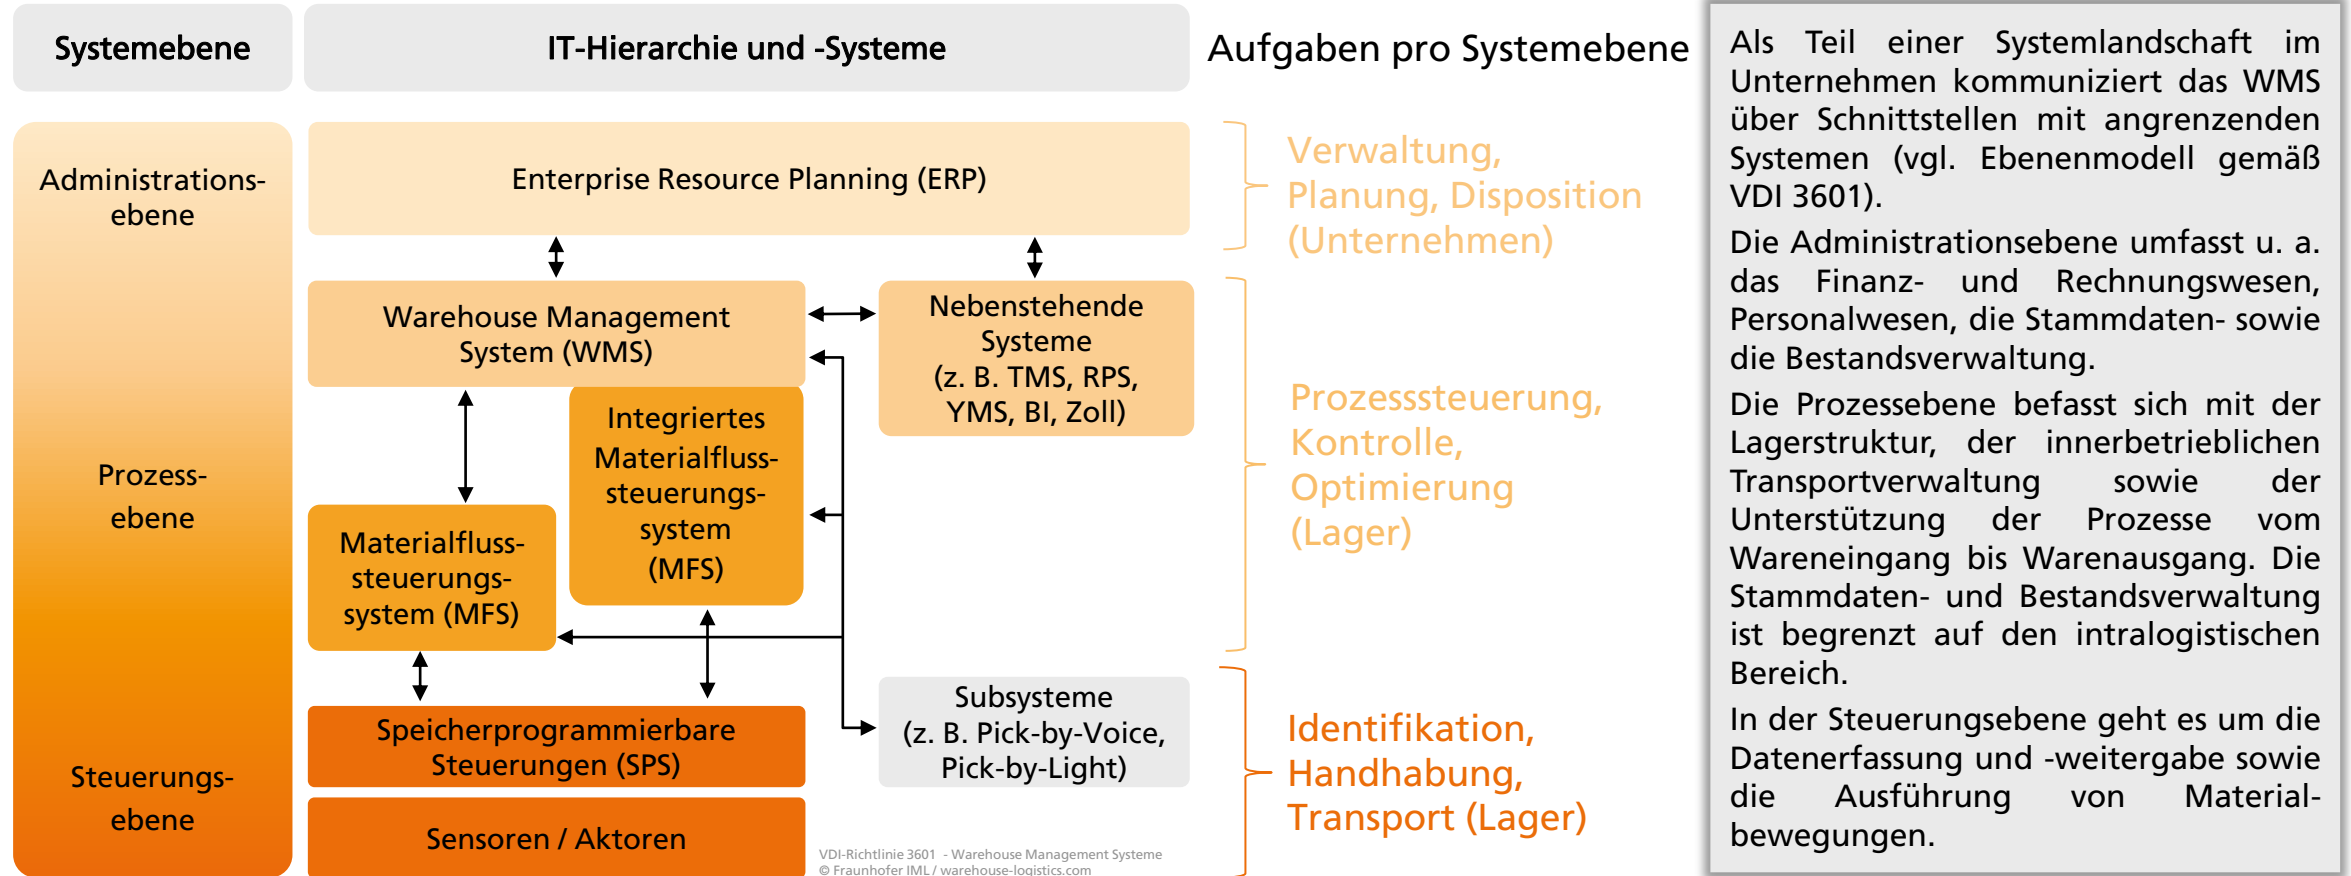 Systemebene
IT-Hierarchie und -Systeme
Aufgaben pro Systemebene
Administrations-
ebene
Prozess-
ebene
Steuerungs-
ebene
Enterprise Resource Planning (ERP)
Warehouse Management
System (WMS)
Nebenstehende
Systeme
(z. B. TMS, RPS,
YMS, BI, Zoll)
Integriertes
Materialfluss-
steuerungs-
system
(MFS)
Materialfluss-
steuerungs-
system (MFS)
Speicherprogrammierbare
Steuerungen (SPS)
Subsysteme
(z. B. Pick-by-Voice,
Pick-by-Light)
Sensoren / Aktoren
VDI-Richtlinie 3601 - Warehouse Management Systeme
© Fraunhofer IML / warehouse-logistics.com
Verwaltung,
Planung, Disposition
(Unternehmen)
Prozesssteuerung,
Kontrolle,
Optimierung
(Lager)
Identifikation,
Handhabung,
Transport (Lager)
Als Teil einer Systemlandschaft im
Unternehmen kommuniziert das WMS
über Schnittstellen mit angrenzenden
Systemen (vgl. Ebenenmodell gemäß
VDI 3601).
Die Administrationsebene umfasst u. a.
das Finanz- und Rechnungswesen,
Personalwesen, die Stammdaten- sowie
die Bestandsverwaltung.
Die Prozessebene befasst sich mit der
Lagerstruktur, der innerbetrieblichen
Transportverwaltung sowie der
Unterstützung der Prozesse vom
Wareneingang bis Warenausgang. Die
Stammdaten- und Bestandsverwaltung
ist begrenzt auf den intralogistischen
Bereich.
In der Steuerungsebene geht es um die
Datenerfassung und -weitergabe sowie
die Ausführung von Material-
bewegungen.